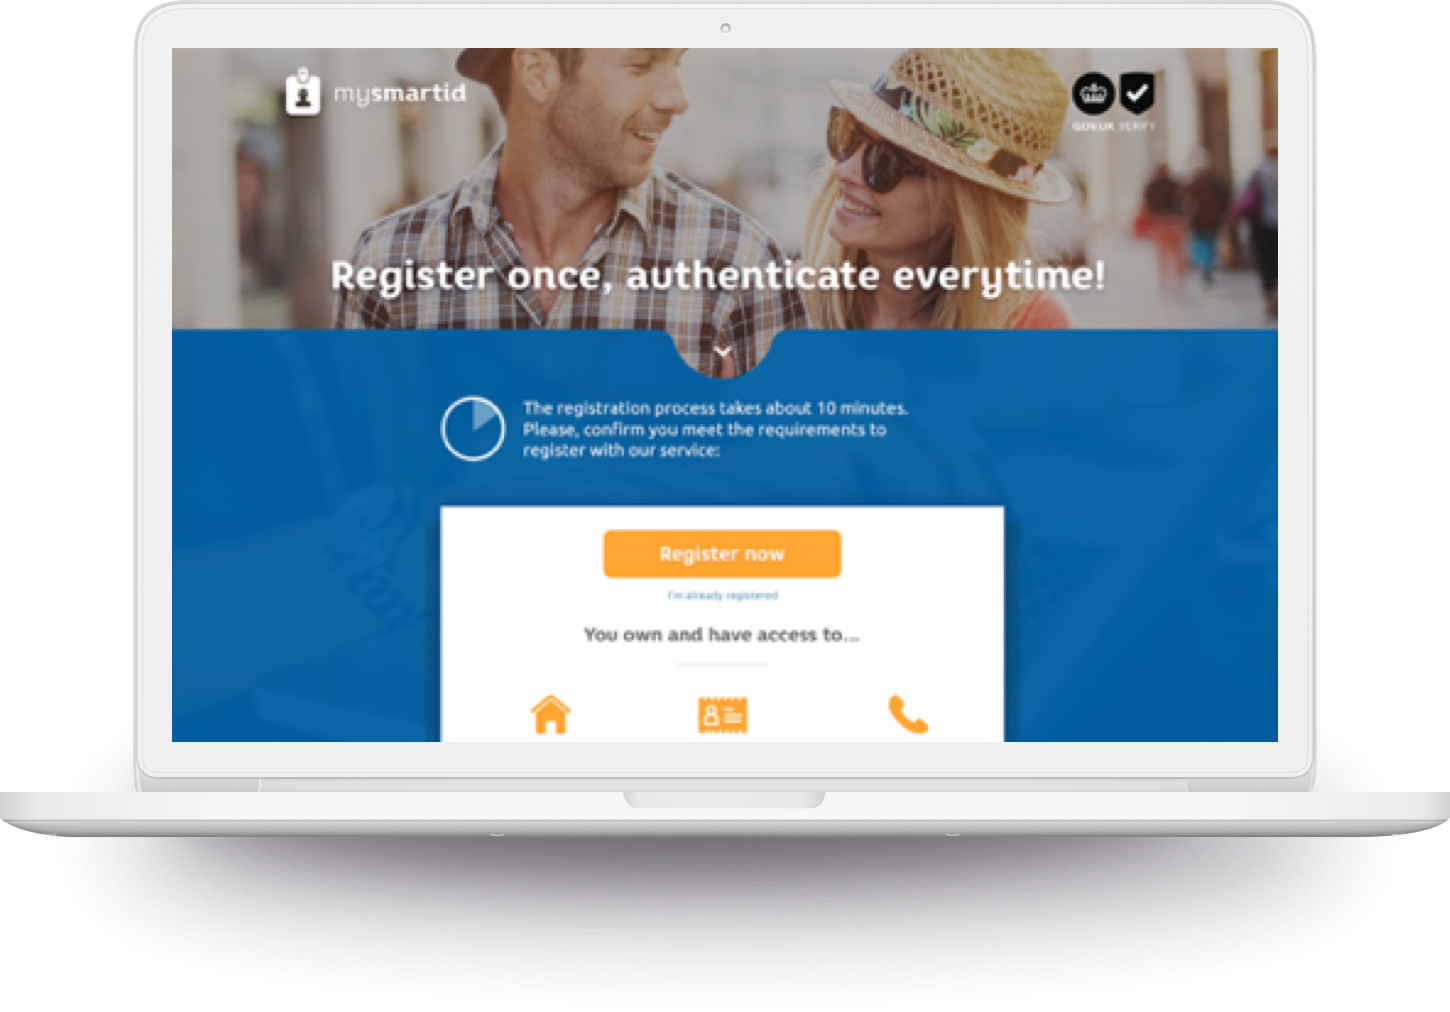 mysmartid
GOV.UK VERIFY
Register once, authenticate everytime!
The registration process takes about 10 minutes.
Please, confirm you meet the requirements to
register with our service:
Register now
I'm already registered
You own and have access to...